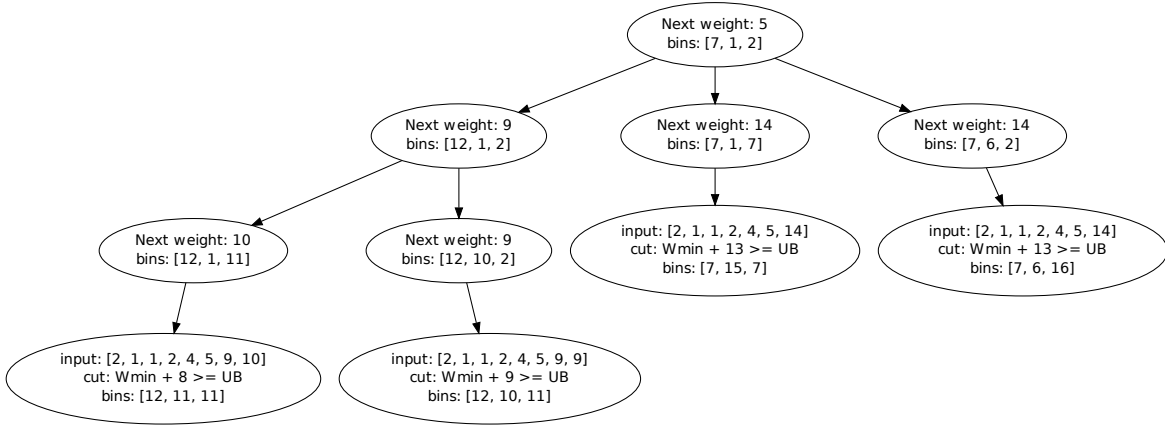 Next weight: 5
bins: [7, 1, 2]
Next weight: 9
bins: [12, 1, 2]
Next weight: 14
bins: [7, 1, 7]
Next weight: 14
bins: [7, 6, 2]
Next weight: 10
bins: [12, 1, 11]
Next weight: 9
bins: [12, 10, 2]
input: [2, 1, 1, 2, 4, 5, 14]
cut: Wmin + 13 >= UB
bins: [7, 15, 7]
input: [2, 1, 1, 2, 4, 5, 14]
cut: Wmin + 13 >= UB
bins: [7, 6, 16]
input: [2, 1, 1, 2, 4, 5, 9, 10]
cut: Wmin + 8 >= UB
bins: [12, 11, 11]
input: [2, 1, 1, 2, 4, 5, 9, 9]
cut: Wmin + 9 >= UB
bins: [12, 10, 11]